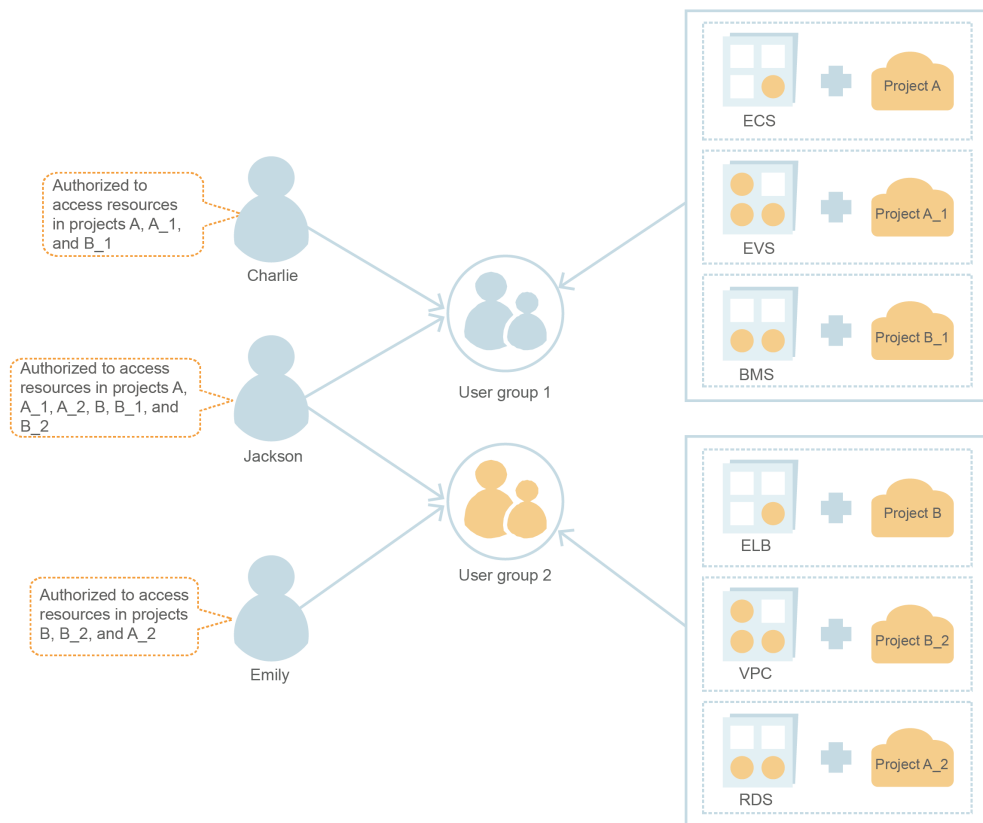 Authorized to
access resources
in projects A, A_1,
and B_1
Charlie
Authorized to access
resources in projects A,
A_1, A_2, B, B_1, and
B_2
Jackson
Authorized to access
resources in projects
B, B_2, and A_2
Emily
User group 1
User group 2
ECS
Project A
EVS
Project A_1
BMS
Project B_1
ELB
Project B
VPC
Project B_2
RDS
Project A_2